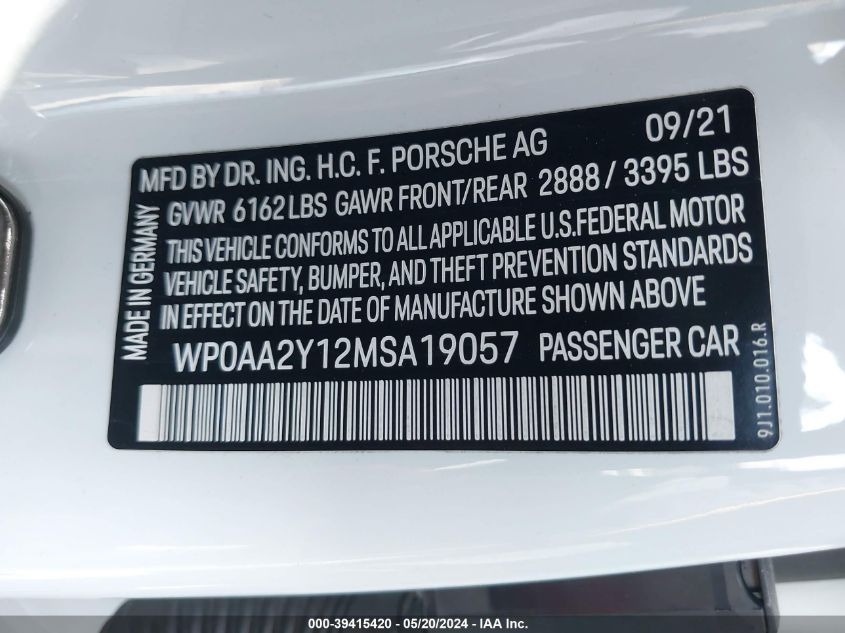 MFD BY DR. ING. H.C. F. PORSCHE AG 09/21
GVWR 6162 LBS GAWR FRONT/REAR 2888 / 3395 LBS
THIS VEHICLE CONFORMS TO ALL APPLICABLE U.S.FEDERAL MOTOR
VEHICLE SAFETY, BUMPER, AND THEFT PREVENTION STANDARDS
IN EFFECT ON THE DATE OF MANUFACTURE SHOWN ABOVE
WP0AA2Y12MSA19057 PASSENGER CAR
MADE IN GERMANY
9J1.010.016.R
000-39415420 - 05/20/2024 - IAA Inc.